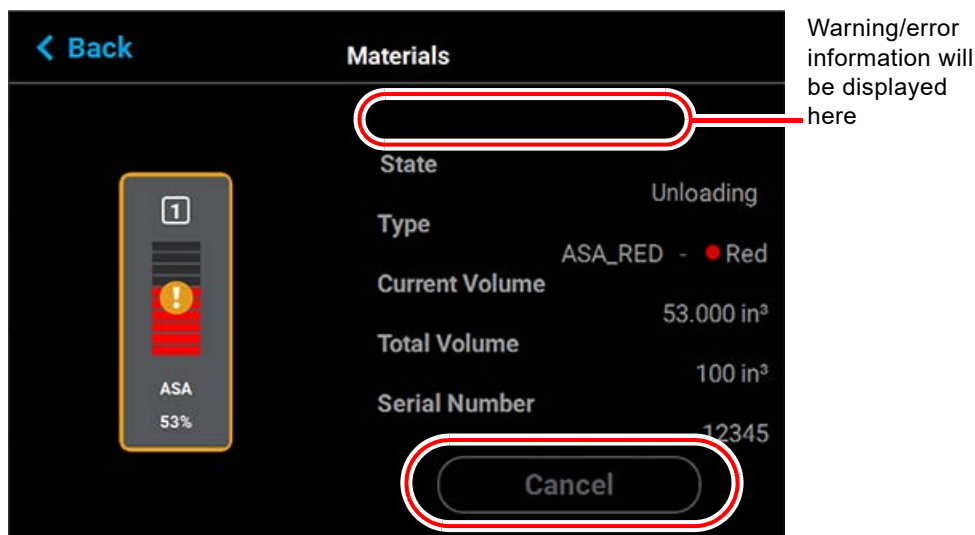 Back
Materials
Warning/error
information will
be displayed
here
State
Unloading
1
Type
ASA_RED - Red
Current Volume
!
53.000 in³
Total Volume
100 in³
ASA
Serial Number
53%
12345
Cancel